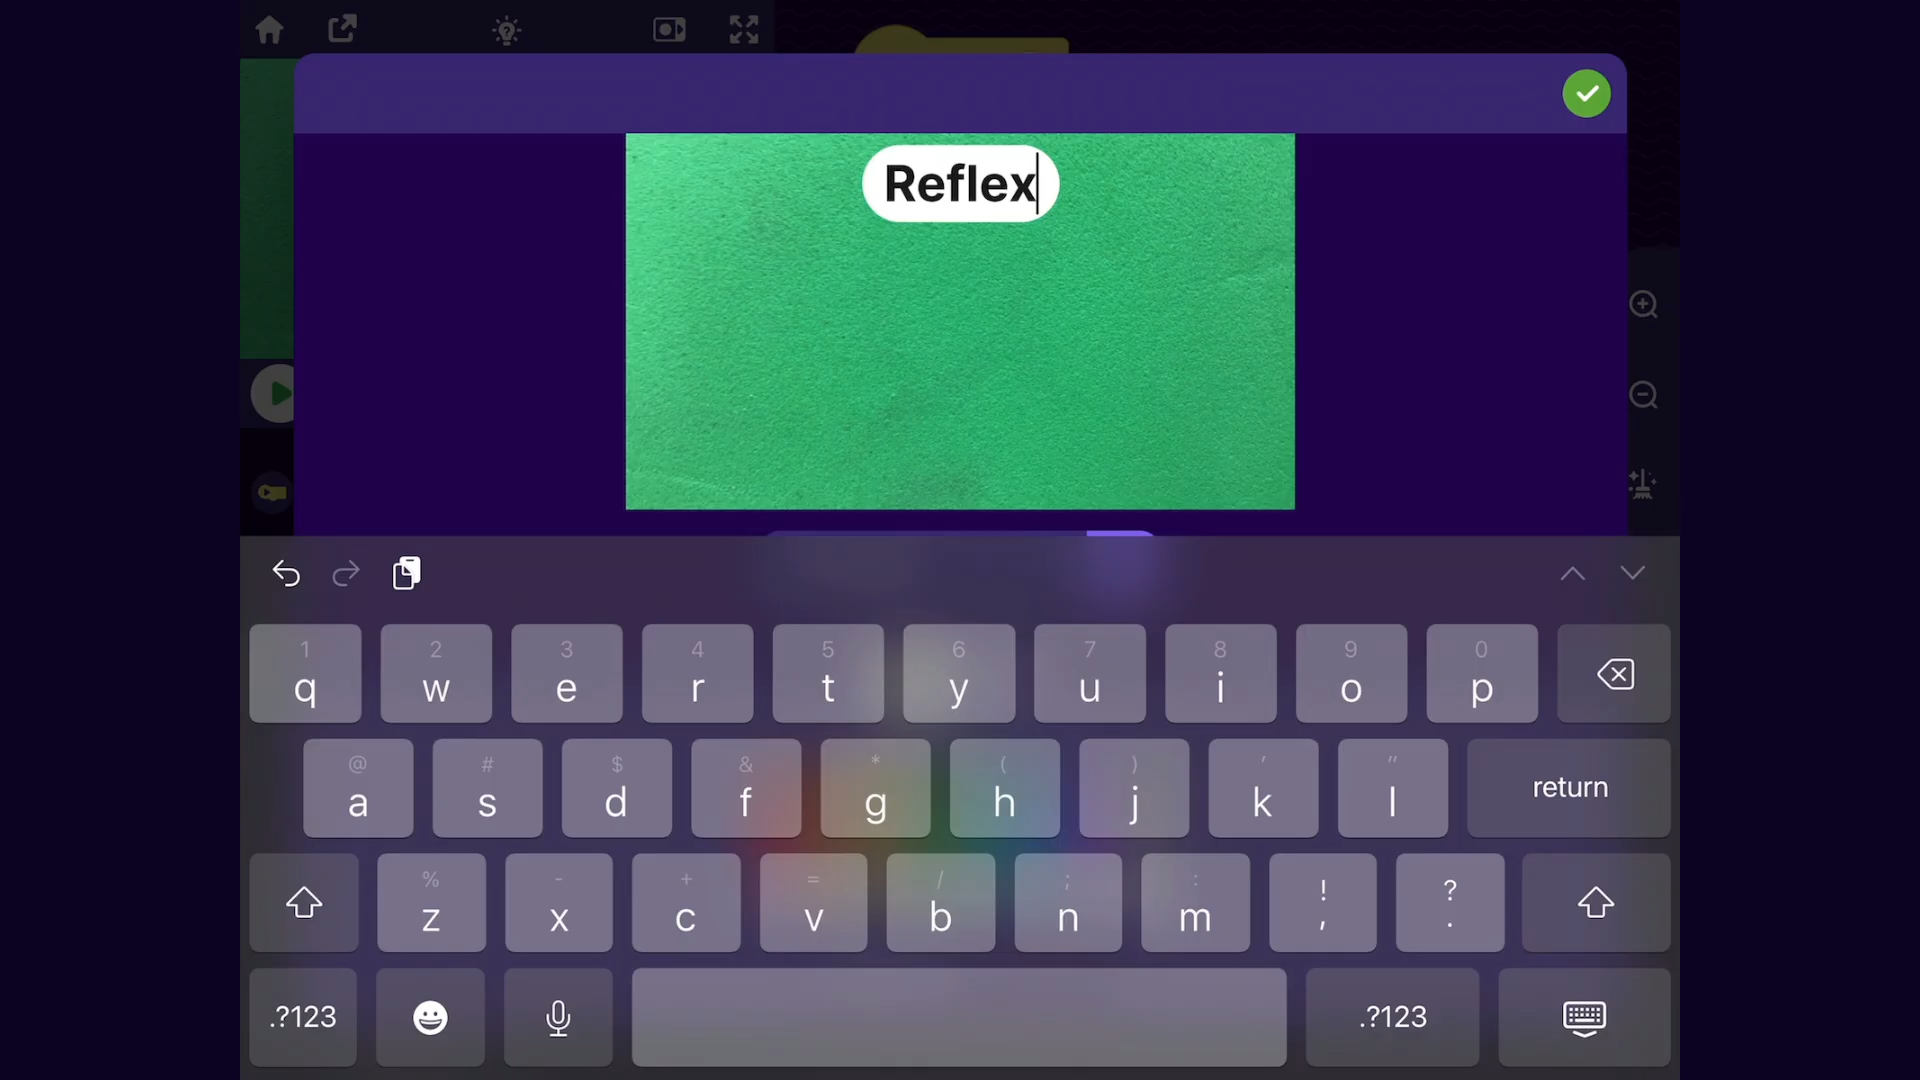 Reflex
1 2 3 4 5 6 7 8 9 0
q w e r t y u i o p
@ # $ & * ( ) ' "
a s d f g h j k l return
% - + = / ; : ! ?
z x c v b n m , .
.?123 .?123